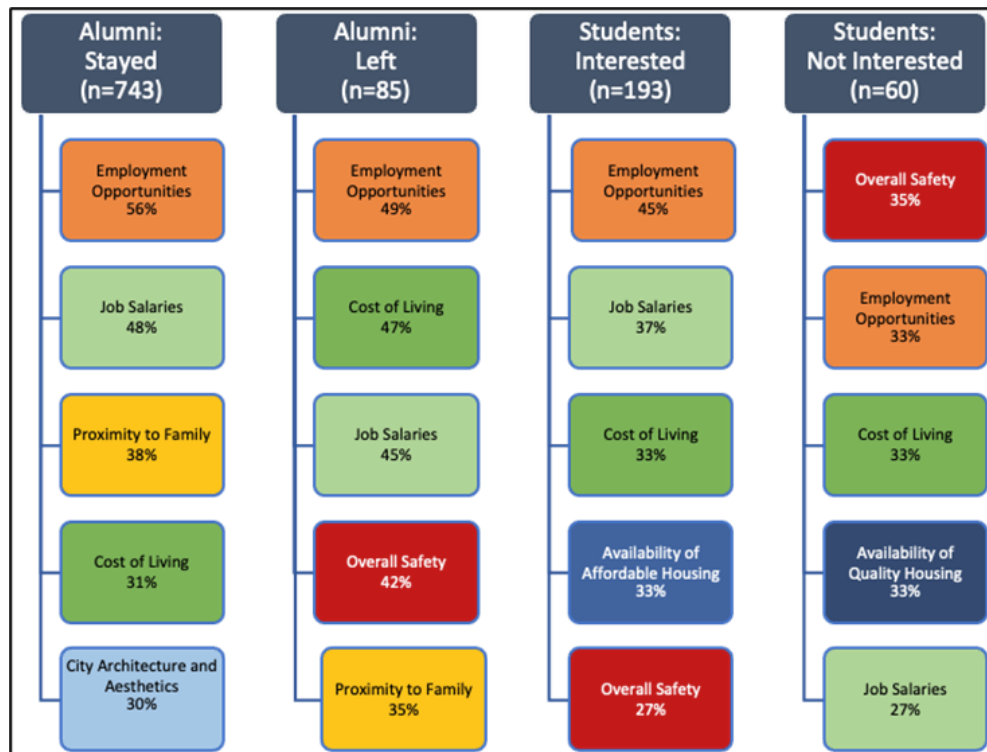 Alumni:
Stayed
(n=743)
Employment
Opportunities
56%
Job Salaries
48%
Proximity to Family
38%
Cost of Living
31%
City Architecture and
Aesthetics
30%
Alumni:
Left
(n=85)
Employment
Opportunities
49%
Cost of Living
47%
Job Salaries
45%
Overall Safety
42%
Proximity to Family
35%
Students:
Interested
(n=193)
Employment
Opportunities
45%
Job Salaries
37%
Cost of Living
33%
Availability of
Affordable Housing
33%
Overall Safety
27%
Students:
Not Interested
(n=60)
Overall Safety
35%
Employment
Opportunities
33%
Cost of Living
33%
Availability of
Quality Housing
33%
Job Salaries
27%